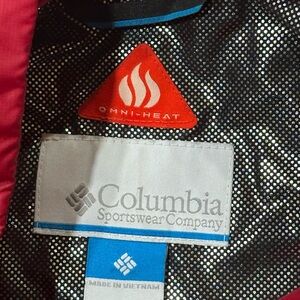 OMNI-HEAT
Columbia
Sportswear Company
MADE IN VIETNAM